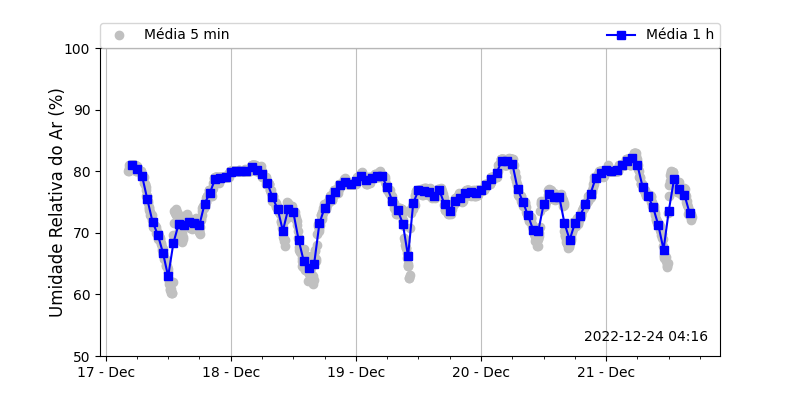 Média 5 min
Média 1 h
Umidade Relativa do Ar (%)
100
90
80
70
60
50
2022-12-24 04:16
17 - Dec
18 - Dec
19 - Dec
20 - Dec
21 - Dec